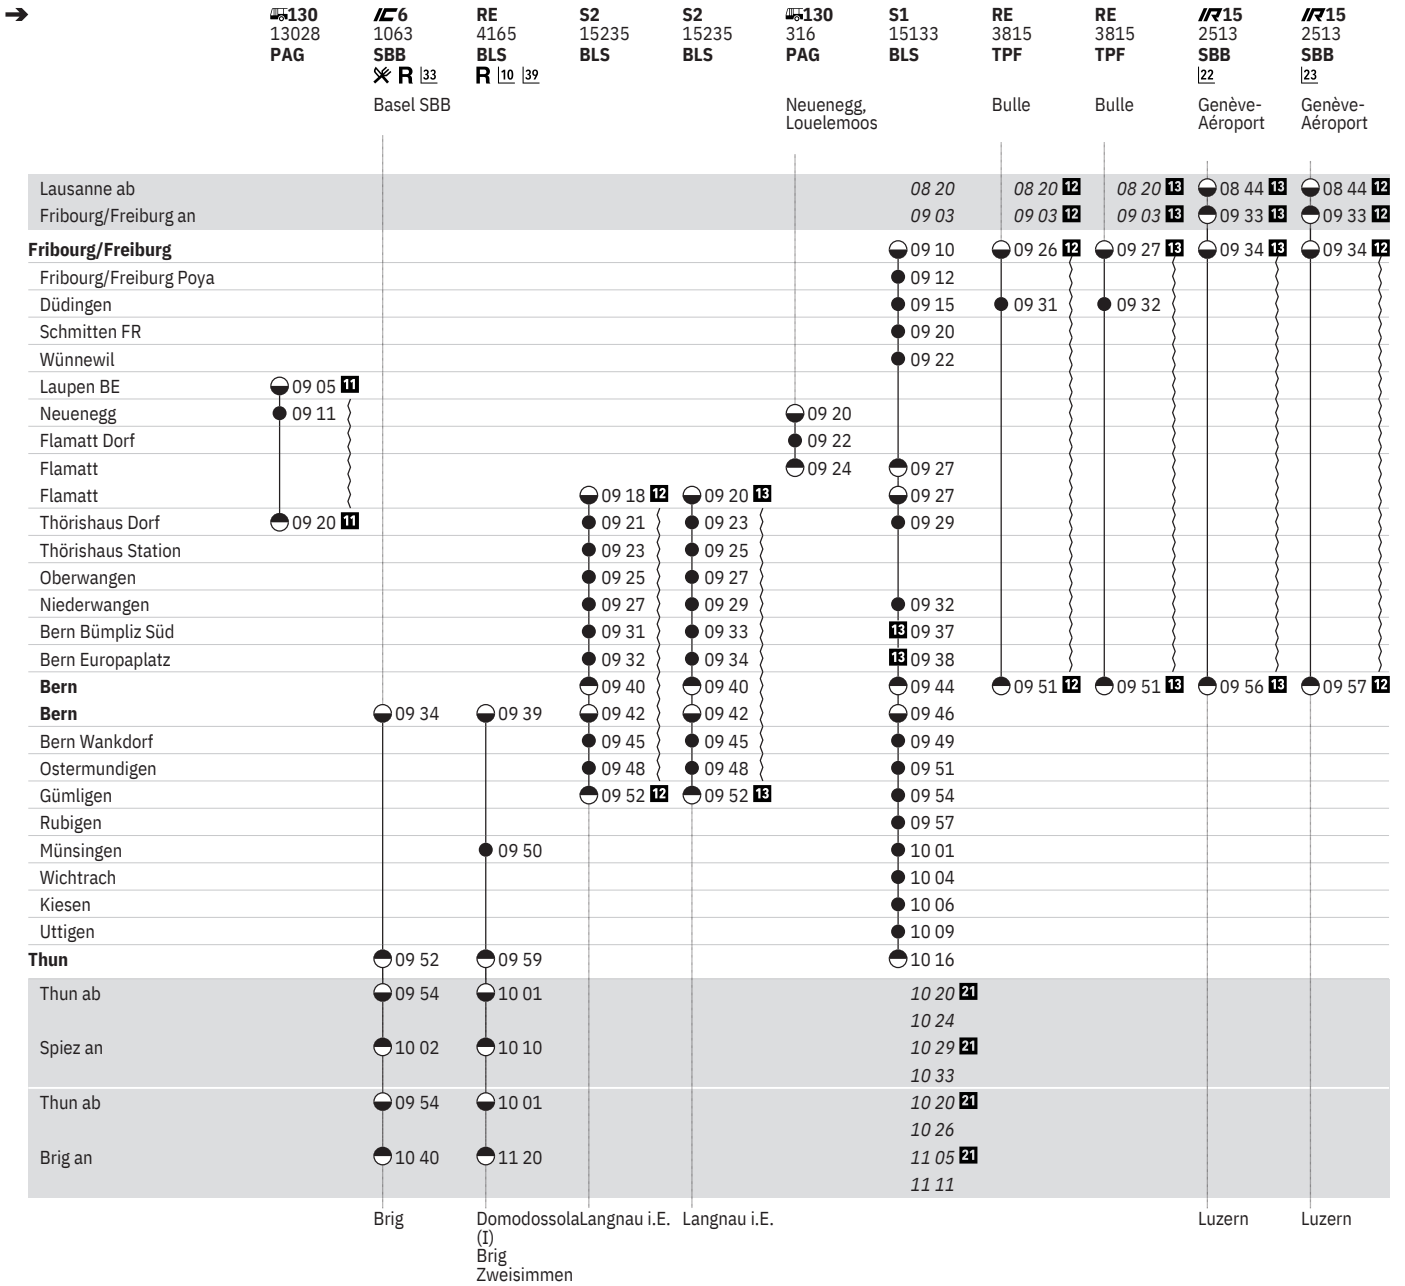 ➔ 130 IC6 RE S2 S2 130 S1 RE RE IR15 IR15
13028 1063 4165 15235 15235 316 15133 3815 3815 2513 2513
PAG SBB BLS BLS BLS PAG BLS TPF TPF SBB SBB
R 33 R 10 39 22 23
Basel SBB Neuenegg, Bulle Bulle Genève- Genève-
Louelemoos Aéroport Aéroport
Lausanne ab 08 20 08 20 12 08 20 13 08 44 13 08 44 12
Fribourg/Freiburg an 09 03 09 03 12 09 03 13 09 33 13 09 33 12
Fribourg/Freiburg 09 10 09 26 12 09 27 13 09 34 13 09 34 12
Fribourg/Freiburg Poya 09 12
Düdingen 09 15 09 31 09 32
Schmitten FR 09 20
Wünnewil 09 22
Laupen BE 09 05 11
Neuenegg 09 11 09 20
Flamatt Dorf 09 22
Flamatt 09 24 09 27
Flamatt 09 18 12 09 20 13 09 27
Thörishaus Dorf 09 20 11 09 21 09 23 09 29
Thörishaus Station 09 23 09 25
Oberwangen 09 25 09 27
Niederwangen 09 27 09 29 09 32
Bern Bümpliz Süd 09 31 09 33 13 09 37
Bern Europaplatz 09 32 09 34 13 09 38
Bern 09 40 09 40 09 44 09 51 12 09 51 13 09 56 13 09 57 12
Bern 09 34 09 39 09 42 09 42 09 46
Bern Wankdorf 09 45 09 45 09 49
Ostermundigen 09 48 09 48 09 51
Gümligen 09 52 12 09 52 13 09 54
Rubigen 09 57
Münsingen 09 50 10 01
Wichtrach 10 04
Kiesen 10 06
Uttigen 10 09
Thun 09 52 09 59 10 16
Thun ab 09 54 10 01 10 20 21
10 24
Spiez an 10 02 10 10 10 29 21
10 33
Thun ab 09 54 10 01 10 20 21
10 26
Brig an 10 40 11 20 11 05 21
11 11
Brig Domodossola Langnau i.E. Langnau i.E. Luzern Luzern
(I)
Brig
Zweisimmen